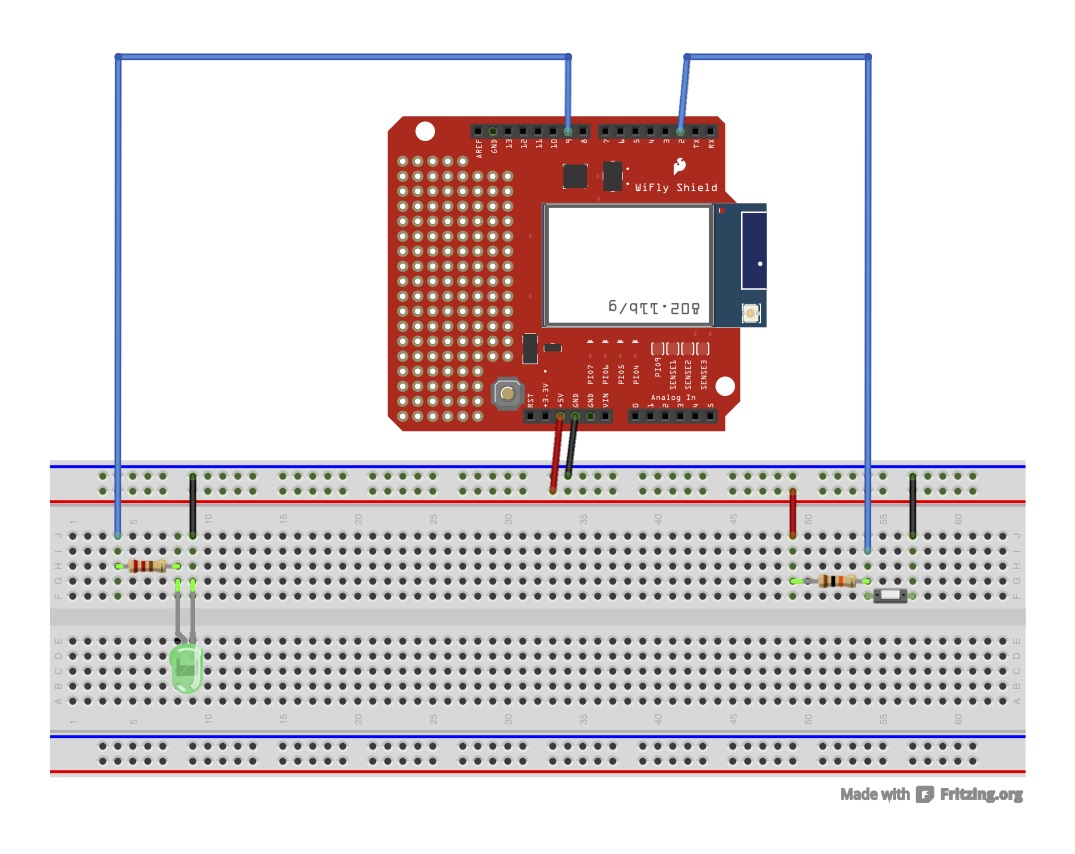 AREF GND 13 12 11 10 9 8 7 6 5 4 3 2 TX RX
WiFly Shield
802.11b/g
PIO7 PIO6 PIO5 PIO4 PIO9 SENSE1 SENSE2 SENSE3
RST +3.3V +5V GND GND VIN
Analog In
0 1 2 3 4 5
1 5 10 15 20 25 30 35 40 45 50 55 60
J J
I I
H H
G G
F F
E E
D D
C C
B B
A A
1 5 10 15 20 25 30 35 40 45 50 55 60
Made with F Fritzing.org